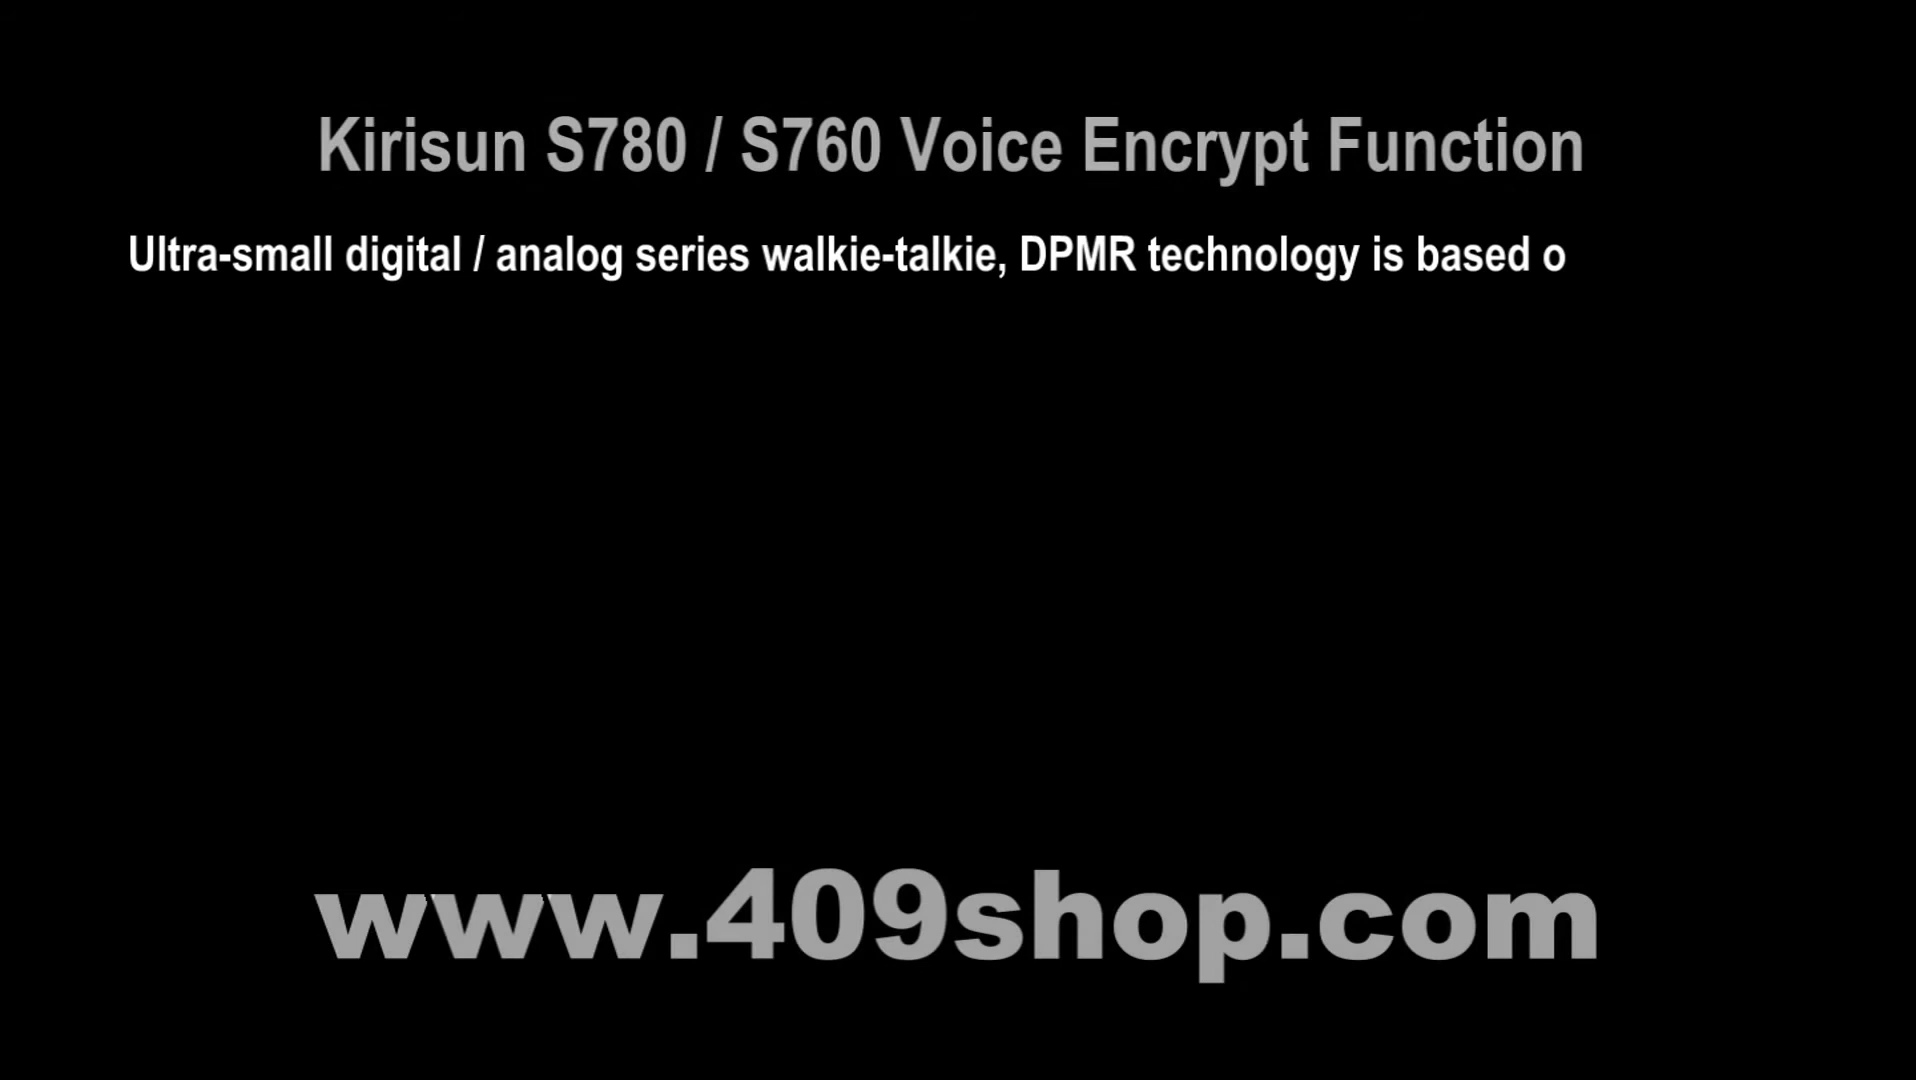 Kirisun S780 / S760 Voice Encrypt Function
Ultra-small digital / analog series walkie-talkie, DPMR technology is based o
www.409shop.com